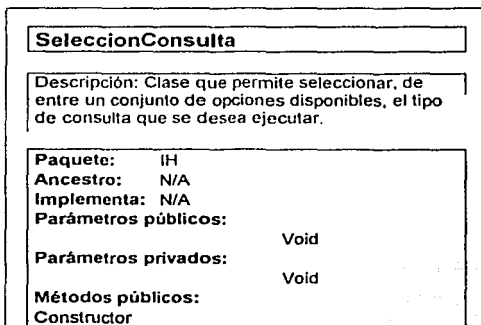 SeleccionConsulta
Descripción: Clase que permite seleccionar, de
entre un conjunto de opciones disponibles, el tipo
de consulta que se desea ejecutar.
Paquete: IH
Ancestro: N/A
Implementa: N/A
Parámetros públicos:
Void
Parámetros privados:
Void
Métodos públicos:
Constructor